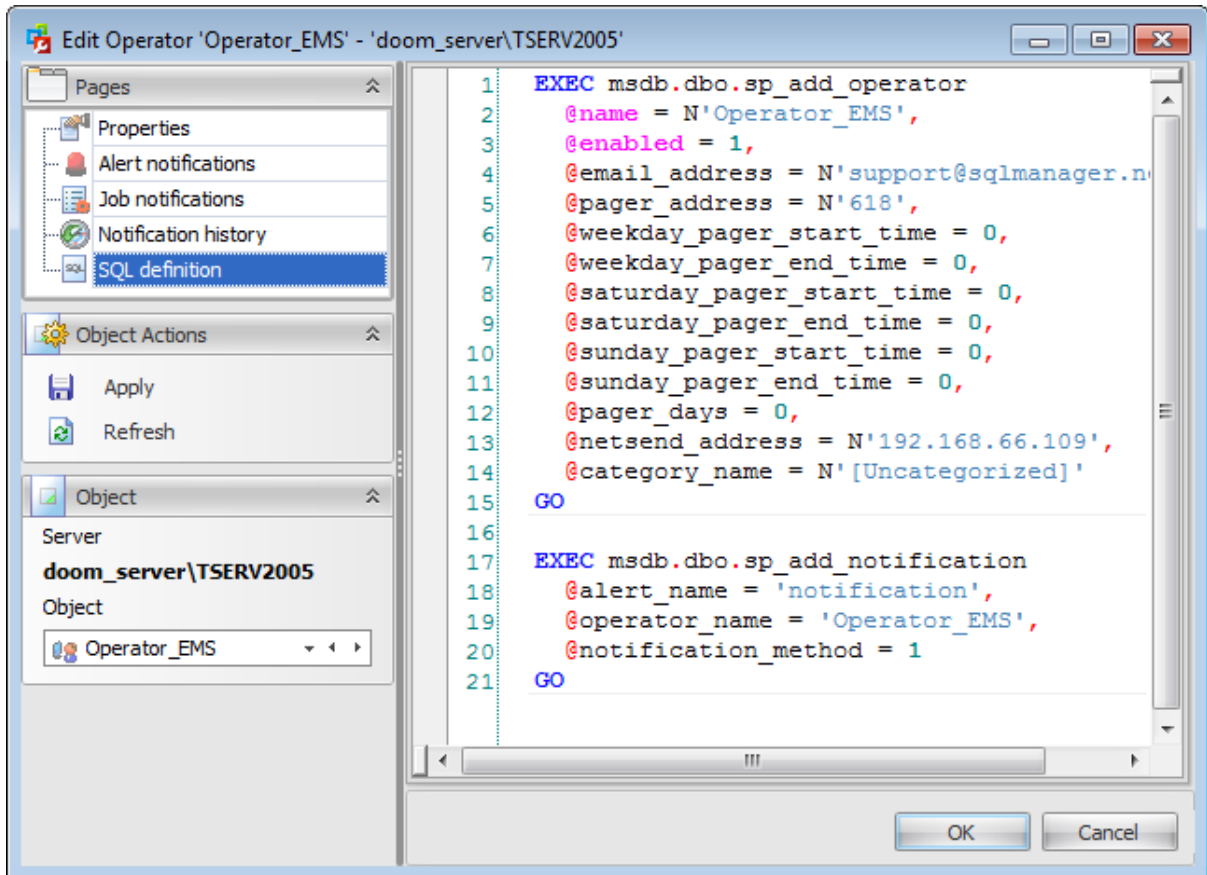 Edit Operator 'Operator_EMS' - 'doom_server\TSERV2005'
Pages
Properties
Alert notifications
Job notifications
Notification history
SQL SQL definition
Object Actions
Apply
Refresh
Object
Server
doom_server\TSERV2005
Object
Operator_EMS
1 EXEC msdb.dbo.sp_add_operator
2 @name = N'Operator_EMS',
3 @enabled = 1,
4 @email_address = N'support@sqlmanager.n
5 @pager_address = N'618',
6 @weekday_pager_start_time = 0,
7 @weekday_pager_end_time = 0,
8 @saturday_pager_start_time = 0,
9 @saturday_pager_end_time = 0,
10 @sunday_pager_start_time = 0,
11 @sunday_pager_end_time = 0,
12 @pager_days = 0,
13 @netsend_address = N'192.168.66.109',
14 @category_name = N'[Uncategorized]'
15 GO
16
17 EXEC msdb.dbo.sp_add_notification
18 @alert_name = 'notification',
19 @operator_name = 'Operator_EMS',
20 @notification_method = 1
21 GO
OK
Cancel